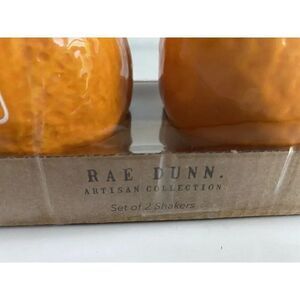 RAE DUNN.
ARTISAN COLLECTION
Set of 2 Shakers